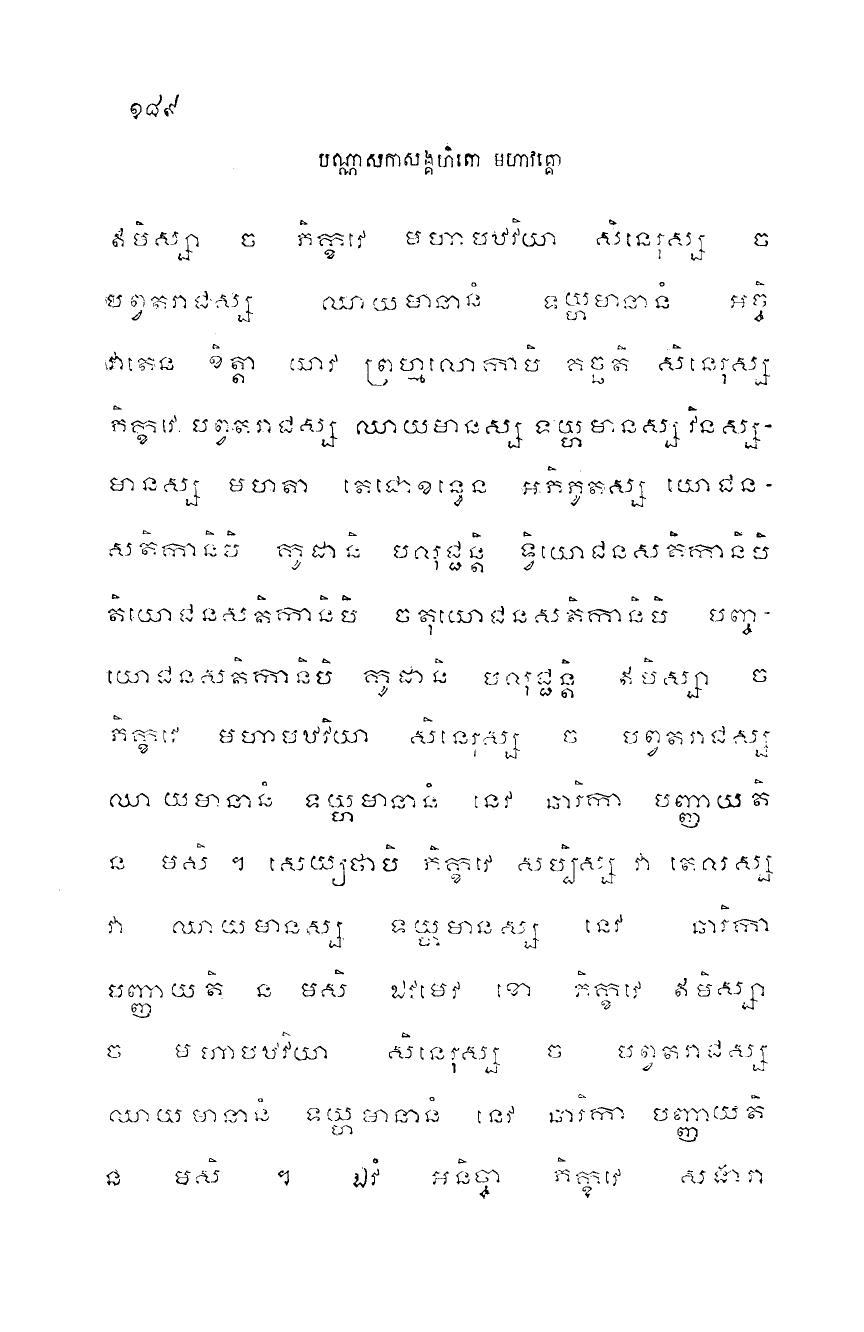 ១៨៩
បណ្ណាសកាសង្គហិតោ មហាវគ្គោ
ឥមិស្សា ច ភិក្ខវេ មហាបឋវិយា សិនេរុស្ស ច
បព្វតរាជស្ស ឈាយមានានំ ទយ្ហមានានំ អច្ចិ
វាតេន ខិត្តា យាវ ព្រហ្មលោកាបិ គច្ឆតិ សិនេរុស្ស
ភិក្ខវេ បព្វតរាជស្ស ឈាយមានស្ស ទយ្ហមានស្ស វិនស្ស-
មានស្ស មហតា តេជោខន្ធេន អភិភូតស្ស យោជន-
សតិកានិបិ កូដានិ បលុជ្ជន្តិ ទ្វិយោជនសតិកានិបិ
តិយោជនសតិកានិបិ ចតុយោជនសតិកានិបិ បញ្ច-
យោជនសតិកានិបិ កូដានិ បលុជ្ជន្តិ ឥមិស្សា ច
ភិក្ខវេ មហាបឋវិយា សិនេរុស្ស ច បព្វតរាជស្ស
ឈាយមានានំ ទយ្ហមានានំ នេវ ឆារិកា បញ្ញាយតិ
ន មសិ ។ សេយ្យថាបិ ភិក្ខវេ សប្បិស្ស វា តេលស្ស
វា ឈាយមានស្ស ទយ្ហមានស្ស នេវ ឆារិកា
បញ្ញាយតិ ន មសិ ឯវមេវ ខោ ភិក្ខវេ ឥមិស្សា
ច មហាបឋវិយា សិនេរុស្ស ច បព្វតរាជស្ស
ឈាយមានានំ ទយ្ហមានានំ នេវ ឆារិកា បញ្ញាយតិ
ន មសិ ។ ឯវំ អនិច្ចា ភិក្ខវេ សង្ខារា